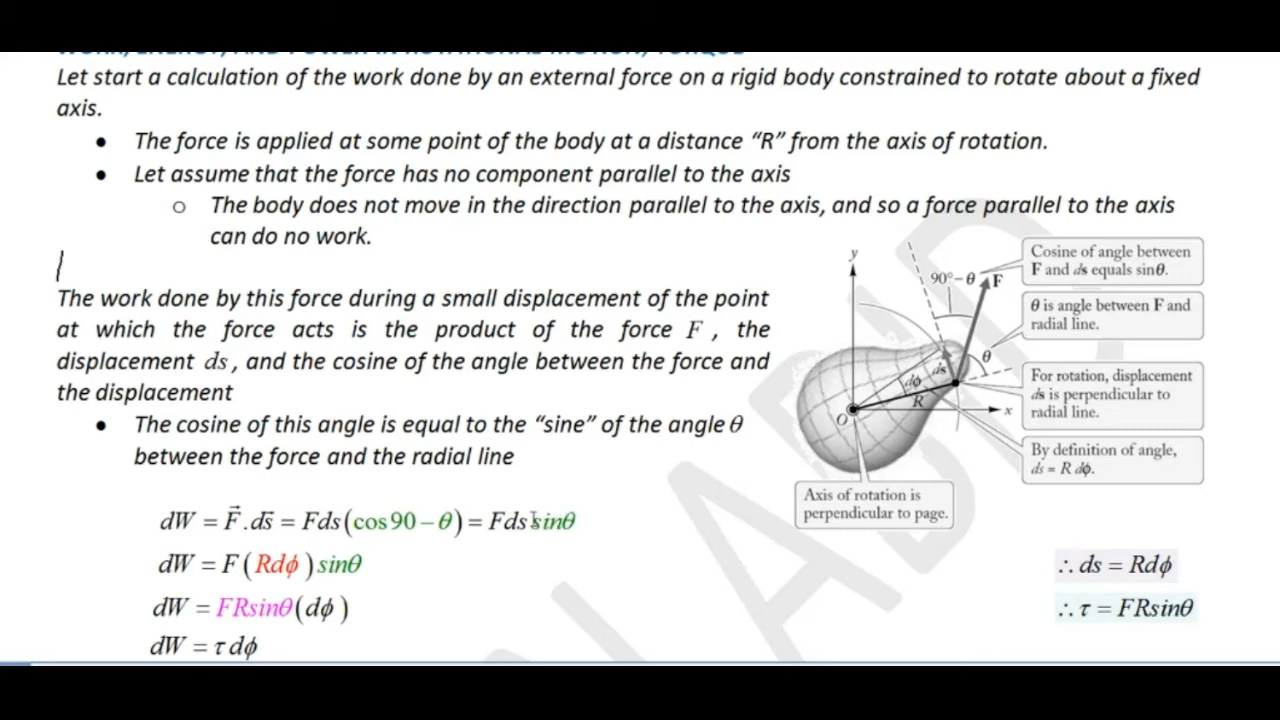 WORK, ENERGY, AND POWER IN ROTATIONAL MOTION, TORQUE
Let start a calculation of the work done by an external force on a rigid body constrained to rotate about a fixed
axis.
• The force is applied at some point of the body at a distance “R” from the axis of rotation.
• Let assume that the force has no component parallel to the axis
o The body does not move in the direction parallel to the axis, and so a force parallel to the axis
can do no work.
The work done by this force during a small displacement of the point
at which the force acts is the product of the force F , the
displacement ds , and the cosine of the angle between the force and
the displacement
• The cosine of this angle is equal to the “sine” of the angle θ
between the force and the radial line
dW = F⃗ . ds⃗ = Fds(cos90 – θ) = Fds sinθ
dW = F(Rdϕ)sinθ
dW = FRsinθ(dϕ)
dW = τ dϕ
y
90° – θ
F
θ
ds
dϕ
R
O
x
Cosine of angle between
F and ds equals sinθ.
θ is angle between F and
radial line.
For rotation, displacement
ds is perpendicular to
radial line.
By definition of angle,
ds = R dϕ.
Axis of rotation is
perpendicular to page.
∴ ds = Rdϕ
∴ τ = FRsinθ